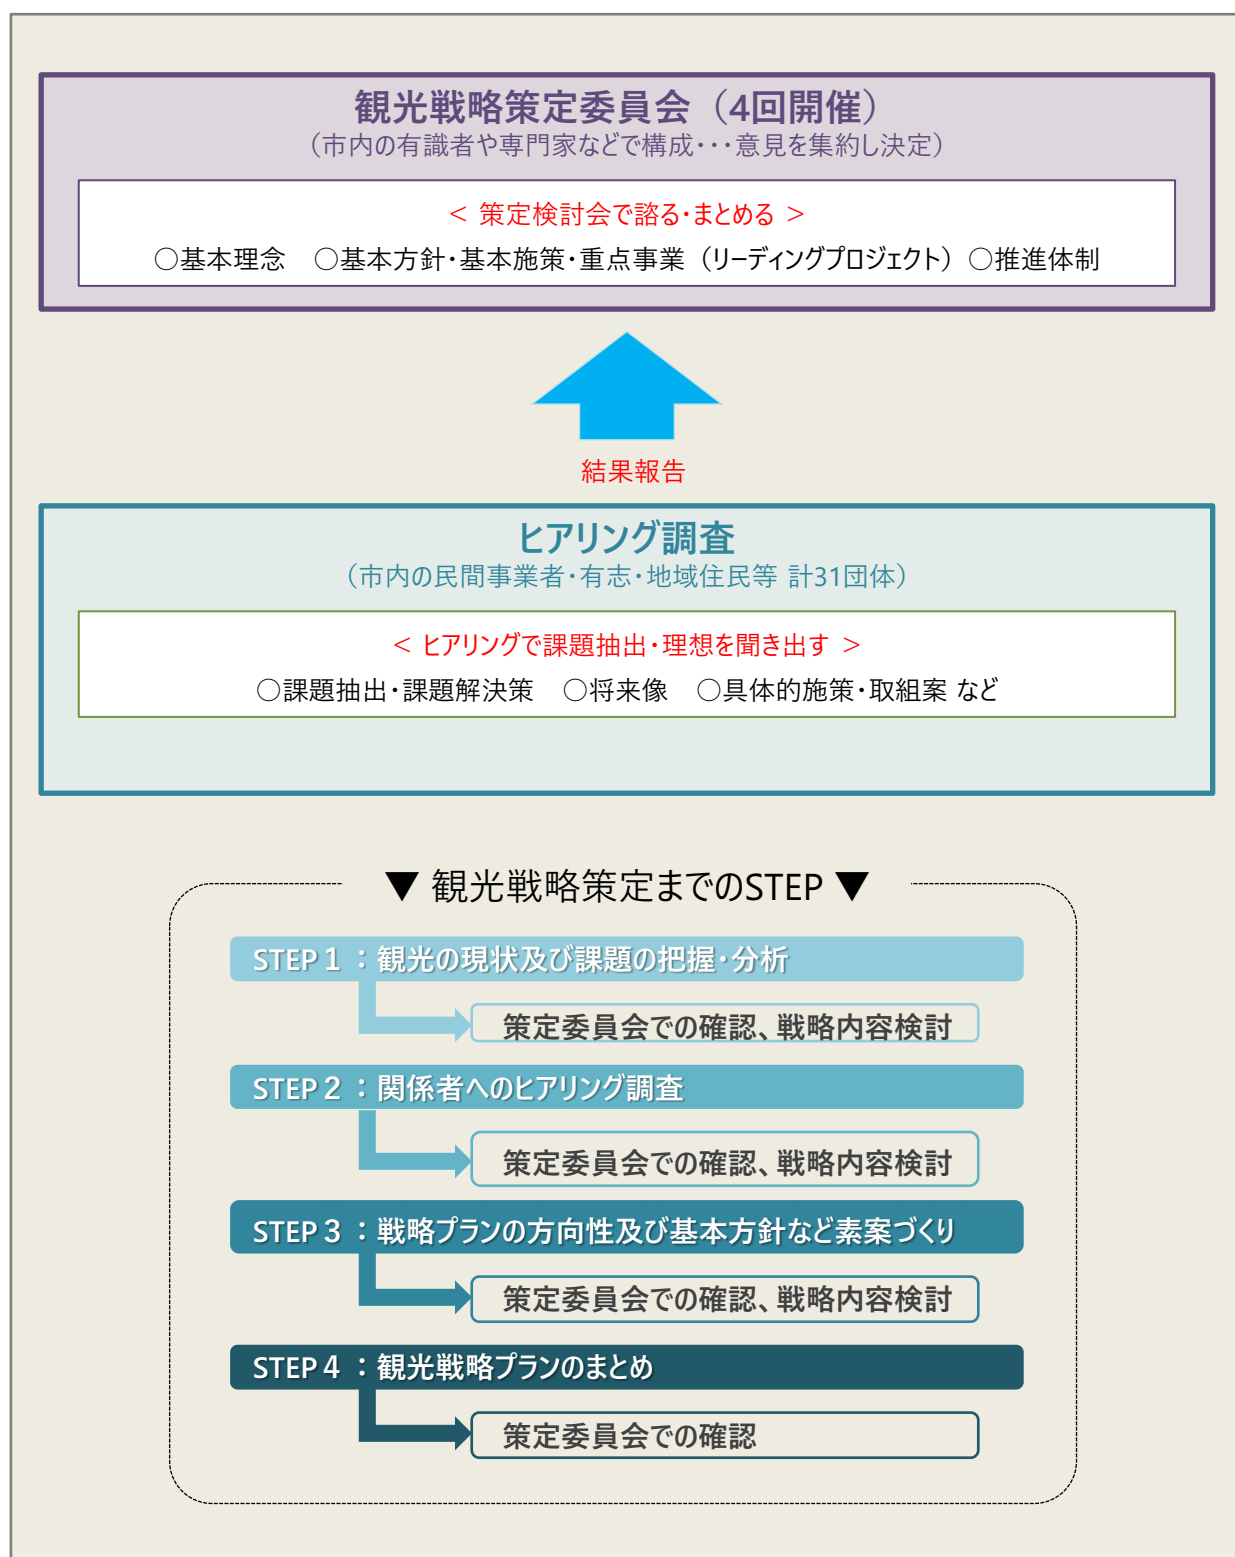 観光戦略策定委員会（4回開催）
（市内の有識者や専門家などで構成・・・意見を集約し決定）
＜ 策定検討会で諮る・まとめる ＞
○基本理念　○基本方針・基本施策・重点事業（リーディングプロジェクト）○推進体制
結果報告
ヒアリング調査
（市内の民間事業者・有志・地域住民等 計31団体）
＜ ヒアリングで課題抽出・理想を聞き出す ＞
○課題抽出・課題解決策　○将来像　○具体的施策・取組案 など
▼ 観光戦略策定までのSTEP ▼
STEP１：観光の現状及び課題の把握・分析
策定委員会での確認、戦略内容検討
STEP２：関係者へのヒアリング調査
策定委員会での確認、戦略内容検討
STEP３：戦略プランの方向性及び基本方針など素案づくり
策定委員会での確認、戦略内容検討
STEP４：観光戦略プランのまとめ
策定委員会での確認